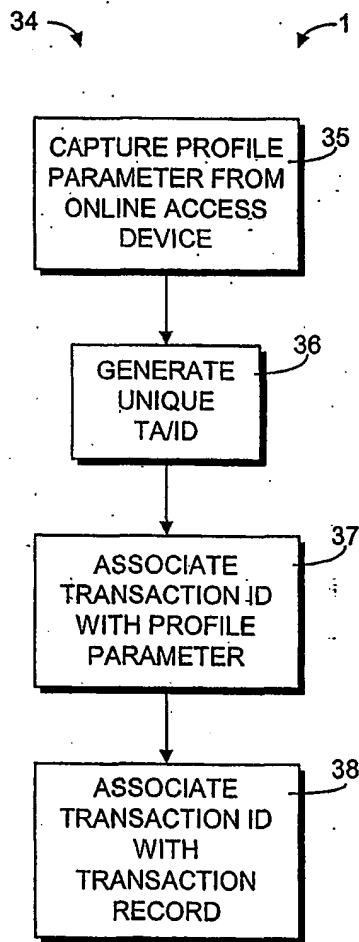 34 1
35
CAPTURE PROFILE
PARAMETER FROM
ONLINE ACCESS
DEVICE
36
GENERATE
UNIQUE
TA/ID
37
ASSOCIATE
TRANSACTION ID
WITH PROFILE
PARAMETER
38
ASSOCIATE
TRANSACTION ID
WITH
TRANSACTION
RECORD